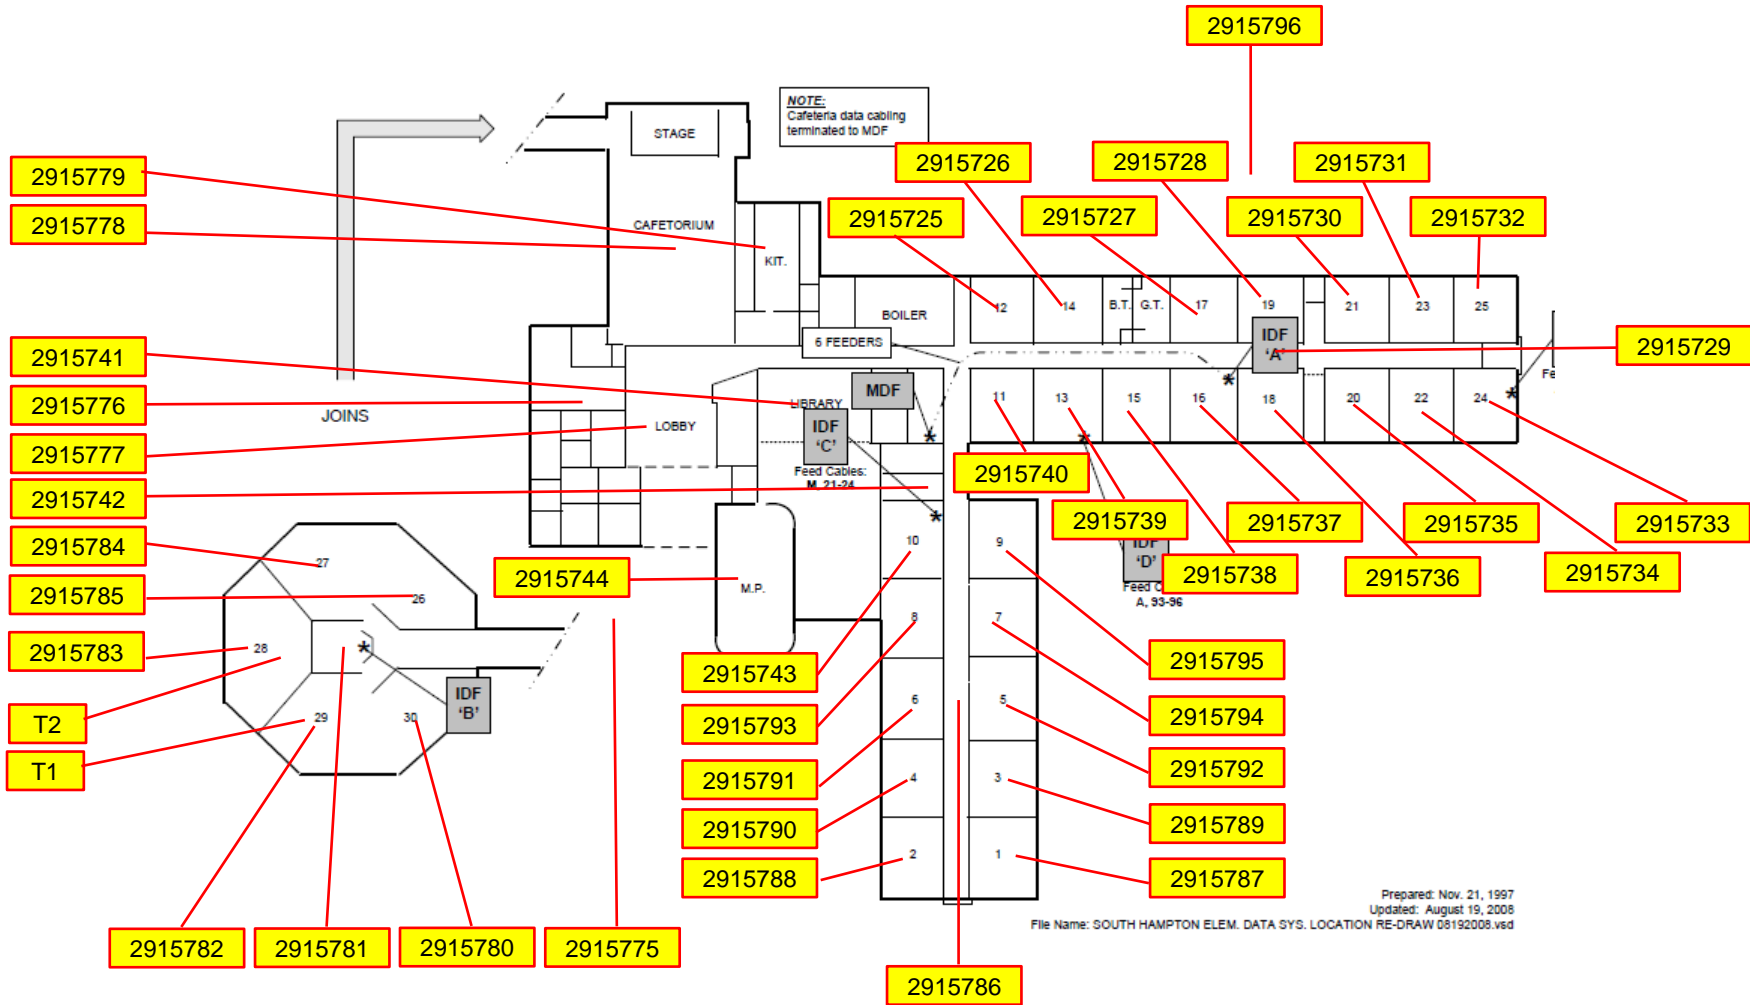 2915796
NOTE:
Cafeteria data cabling
terminated to MDF
STAGE
2915779
2915778
CAFETORIUM
KIT.
2915726
2915728
2915731
2915725
2915727
2915730
2915732
12
14
B.T.
G.T.
17
19
21
23
25
BOILER
6 FEEDERS
IDF
'A'
2915729
2915741
2915776
2915777
2915742
JOINS
LOBBY
LIBRARY
MDF
IDF
'C'
Feed Cables:
M, 21-24
11
13
15
16
18
20
22
24
Fe
2915740
2915739
2915737
2915735
2915733
2915738
2915736
2915734
IDF
'D'
Feed C
A, 93-96
2915784
2915785
2915783
T2
T1
27
26
28
29
30
IDF
'B'
2915744
M.P.
10
9
8
7
6
5
4
3
2
1
2915743
2915793
2915791
2915790
2915788
2915795
2915794
2915792
2915789
2915787
2915782
2915781
2915780
2915775
2915786
Prepared: Nov. 21, 1997
Updated: August 19, 2008
File Name: SOUTH HAMPTON ELEM. DATA SYS. LOCATION RE-DRAW 08192008.vsd